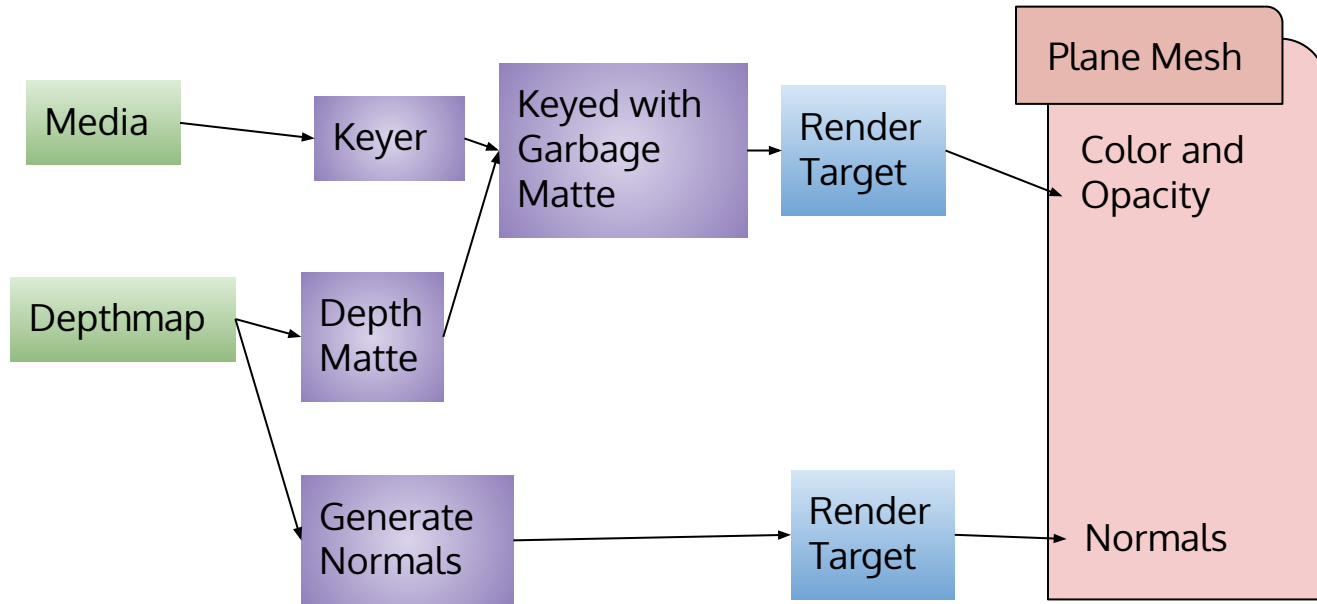 Plane Mesh
Media
Keyer
Keyed with
Garbage
Matte
Render
Target
Color and
Opacity
Depthmap
Depth
Matte
Generate
Normals
Render
Target
Normals